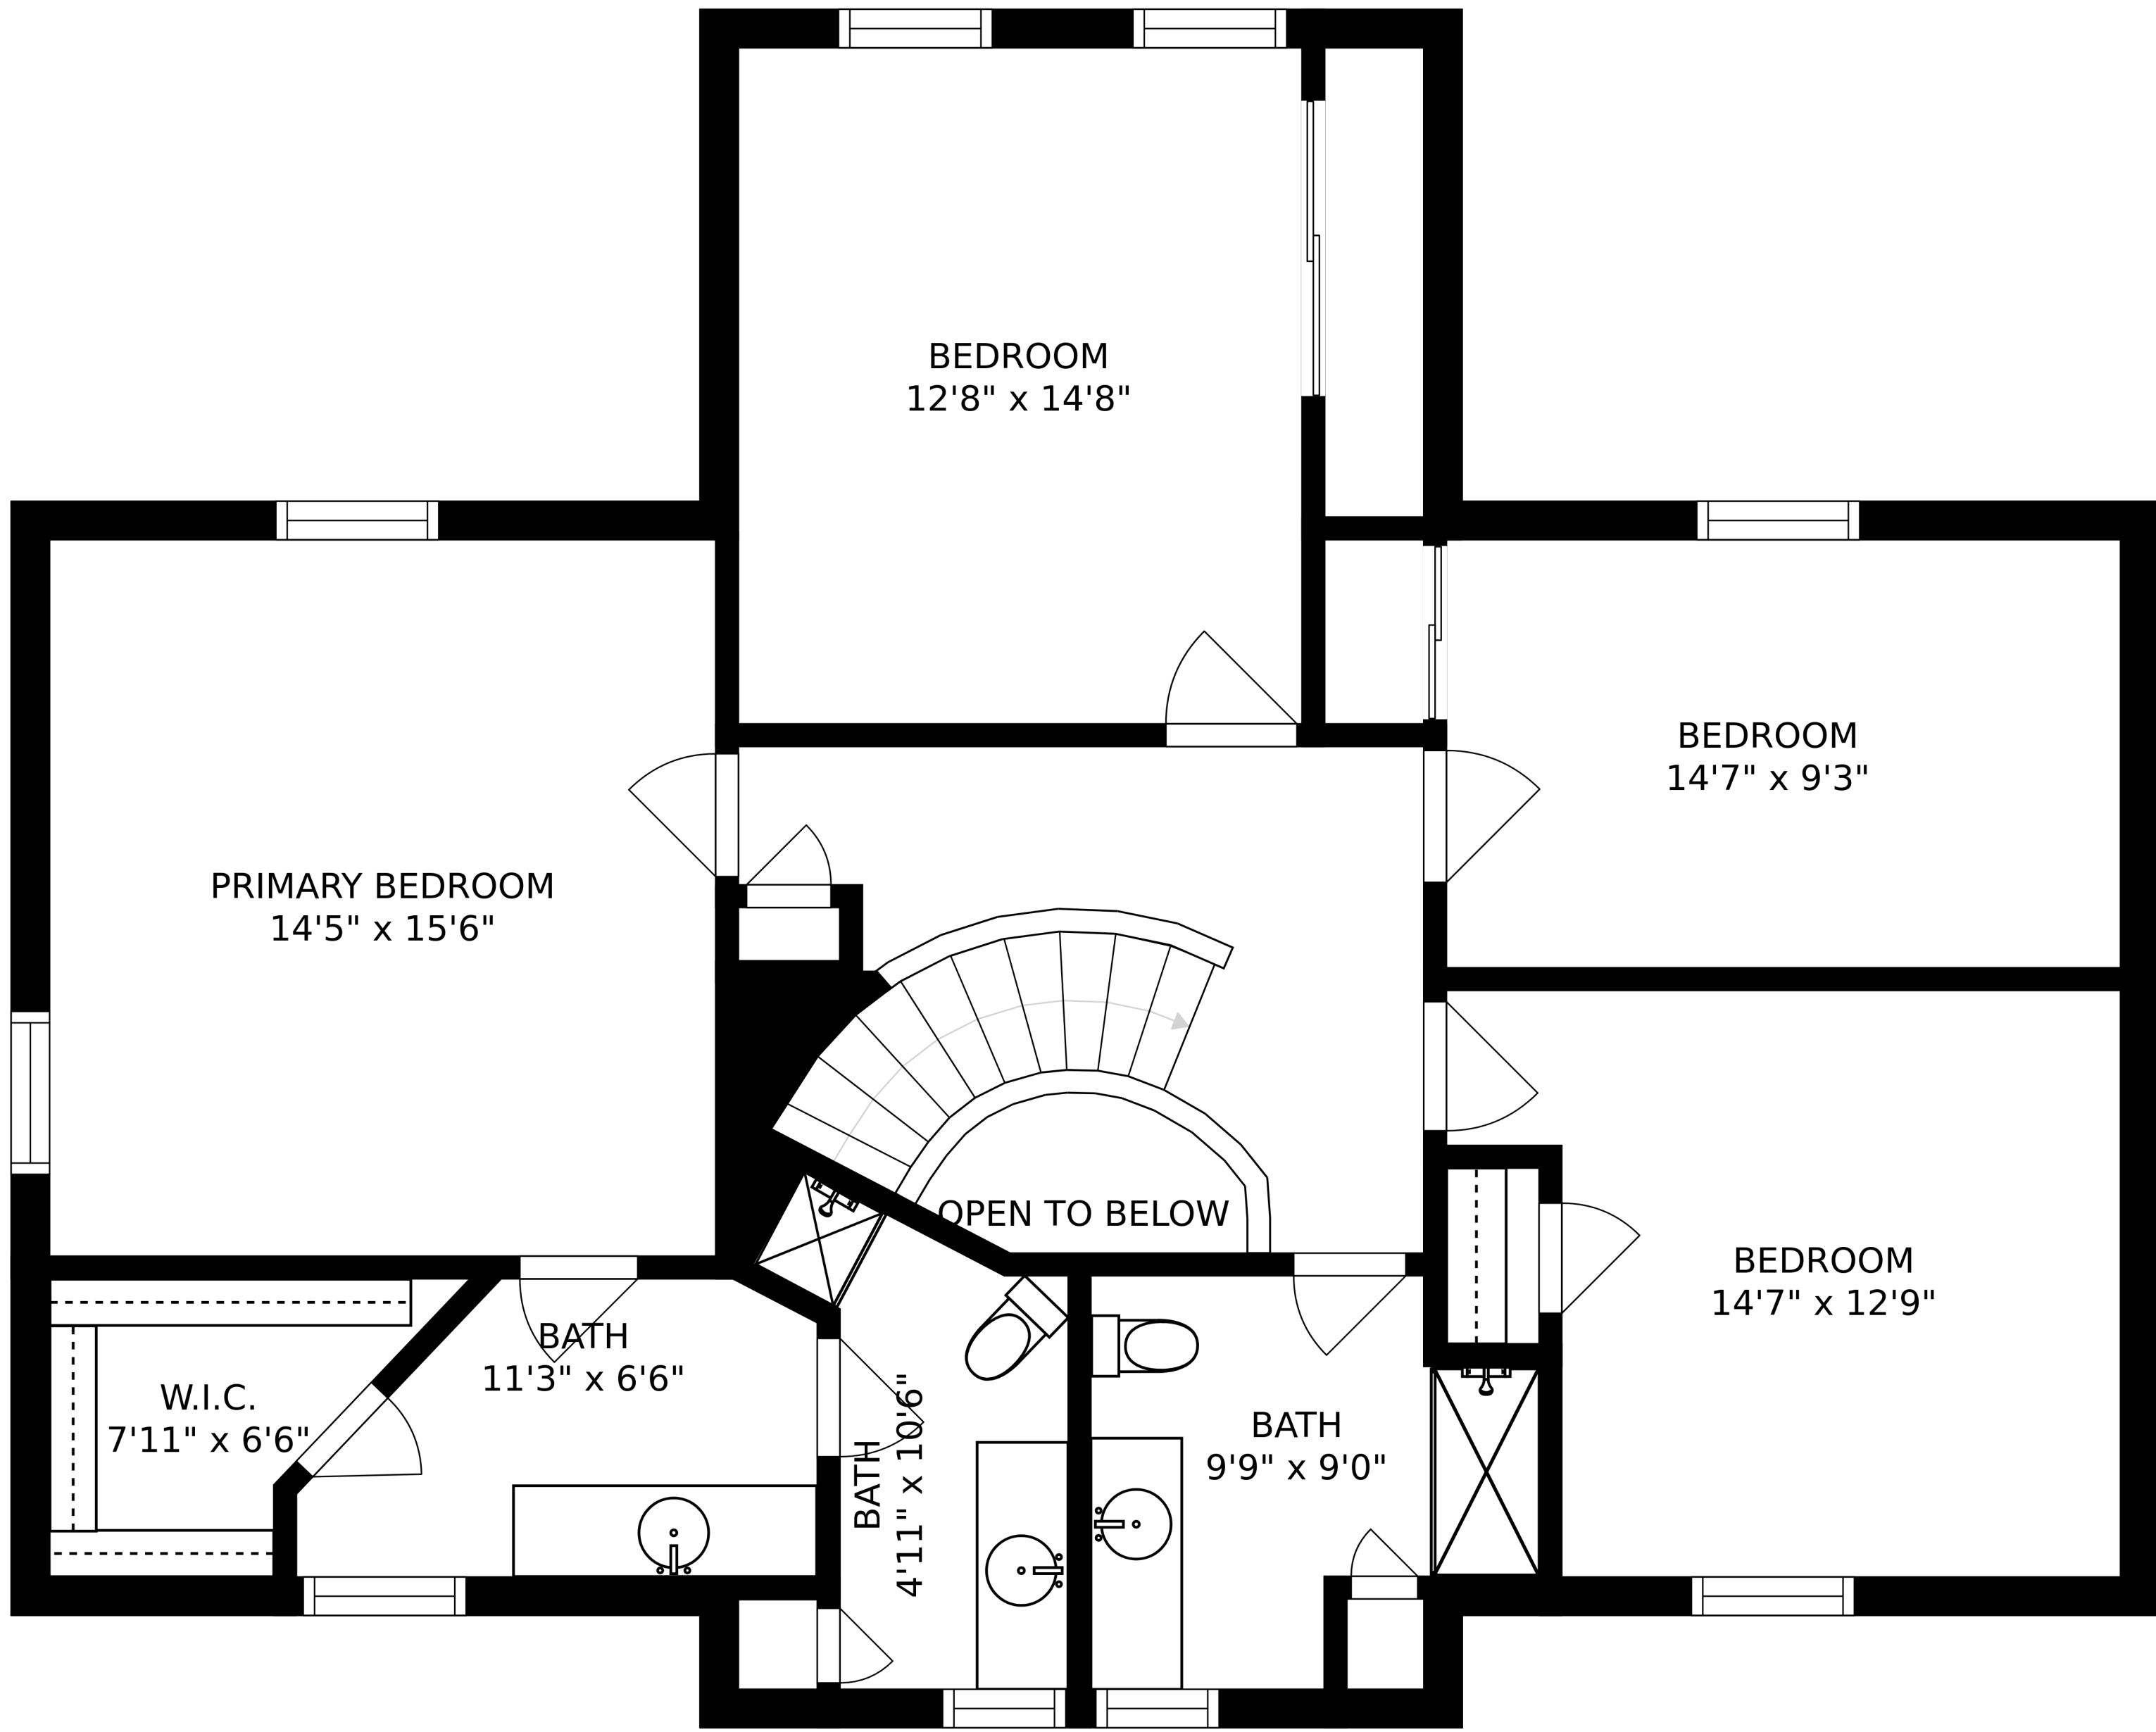 BEDROOM
12'8" x 14'8"
BEDROOM
14'7" x 9'3"
PRIMARY BEDROOM
14'5" x 15'6"
OPEN TO BELOW
BEDROOM
14'7" x 12'9"
BATH
11'3" x 6'6"
W.I.C.
7'11" x 6'6"
BATH
4'11" x 10'6"
BATH
9'9" x 9'0"